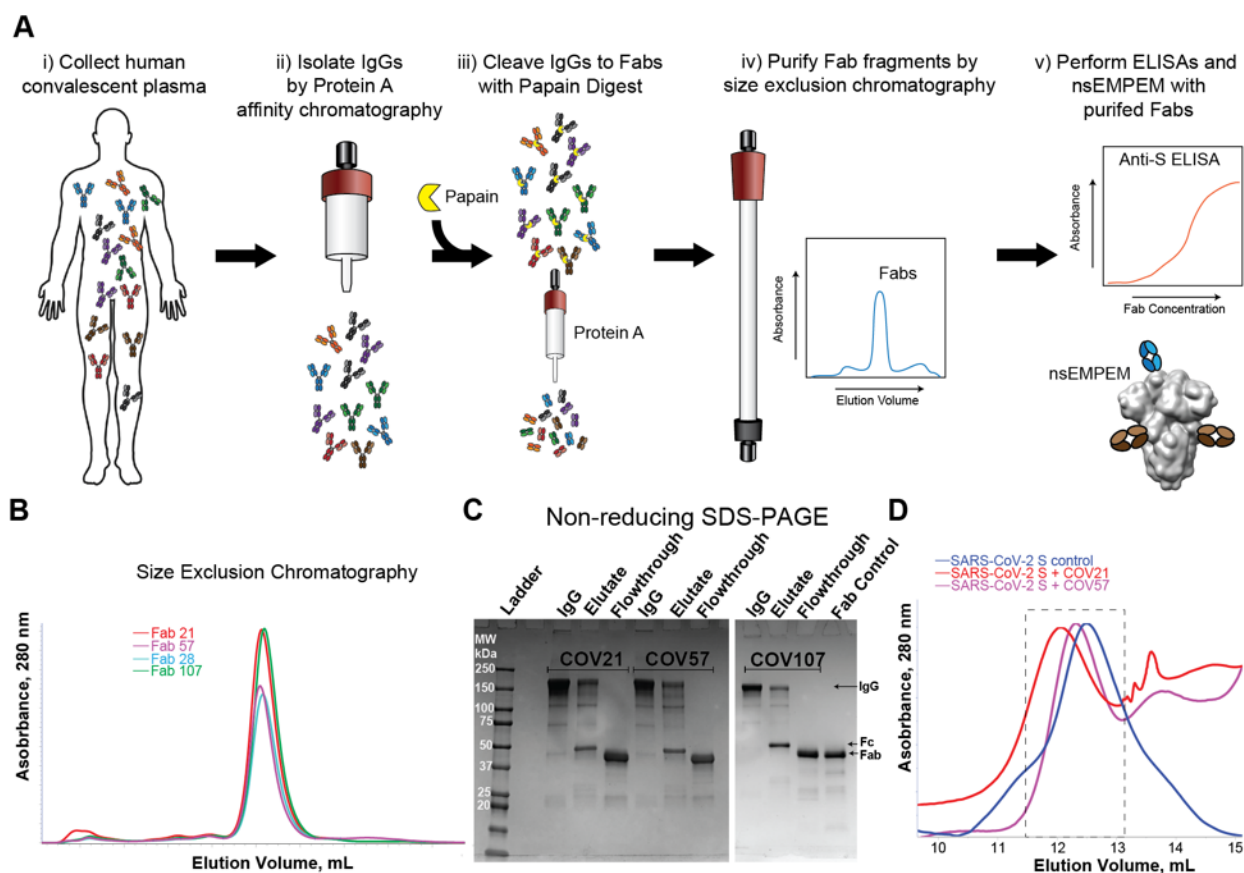 A
i) Collect human
convalescent plasma
ii) Isolate IgGs
by Protein A
affinity chromatography
iii) Cleave IgGs to Fabs
with Papain Digest
iv) Purify Fab fragments by
size exclusion chromatography
v) Perform ELISAs and
nsEMPEM with
purifed Fabs
Papain
Protein A
Absorbance
Fabs
Elution Volume
Anti-S ELISA
Absorbance
Fab Concentration
nsEMPEM
B
Size Exclusion Chromatography
Asobrbance, 280 nm
Fab 21
Fab 57
Fab 28
Fab 107
Elution Volume, mL
C
Non-reducing SDS-PAGE
Ladder
IgG
Elutate
Flowthrough
IgG
Elutate
Flowthrough
IgG
Elutate
Flowthrough
Fab Control
MW
kDa
250
150
100
75
50
37
25
20
COV21
COV57
COV107
IgG
Fc
Fab
D
SARS-CoV-2 S control
SARS-CoV-2 S + COV21
SARS-CoV-2 S + COV57
Asobrbance, 280 nm
10 11 12 13 14 15
Elution Volume, mL